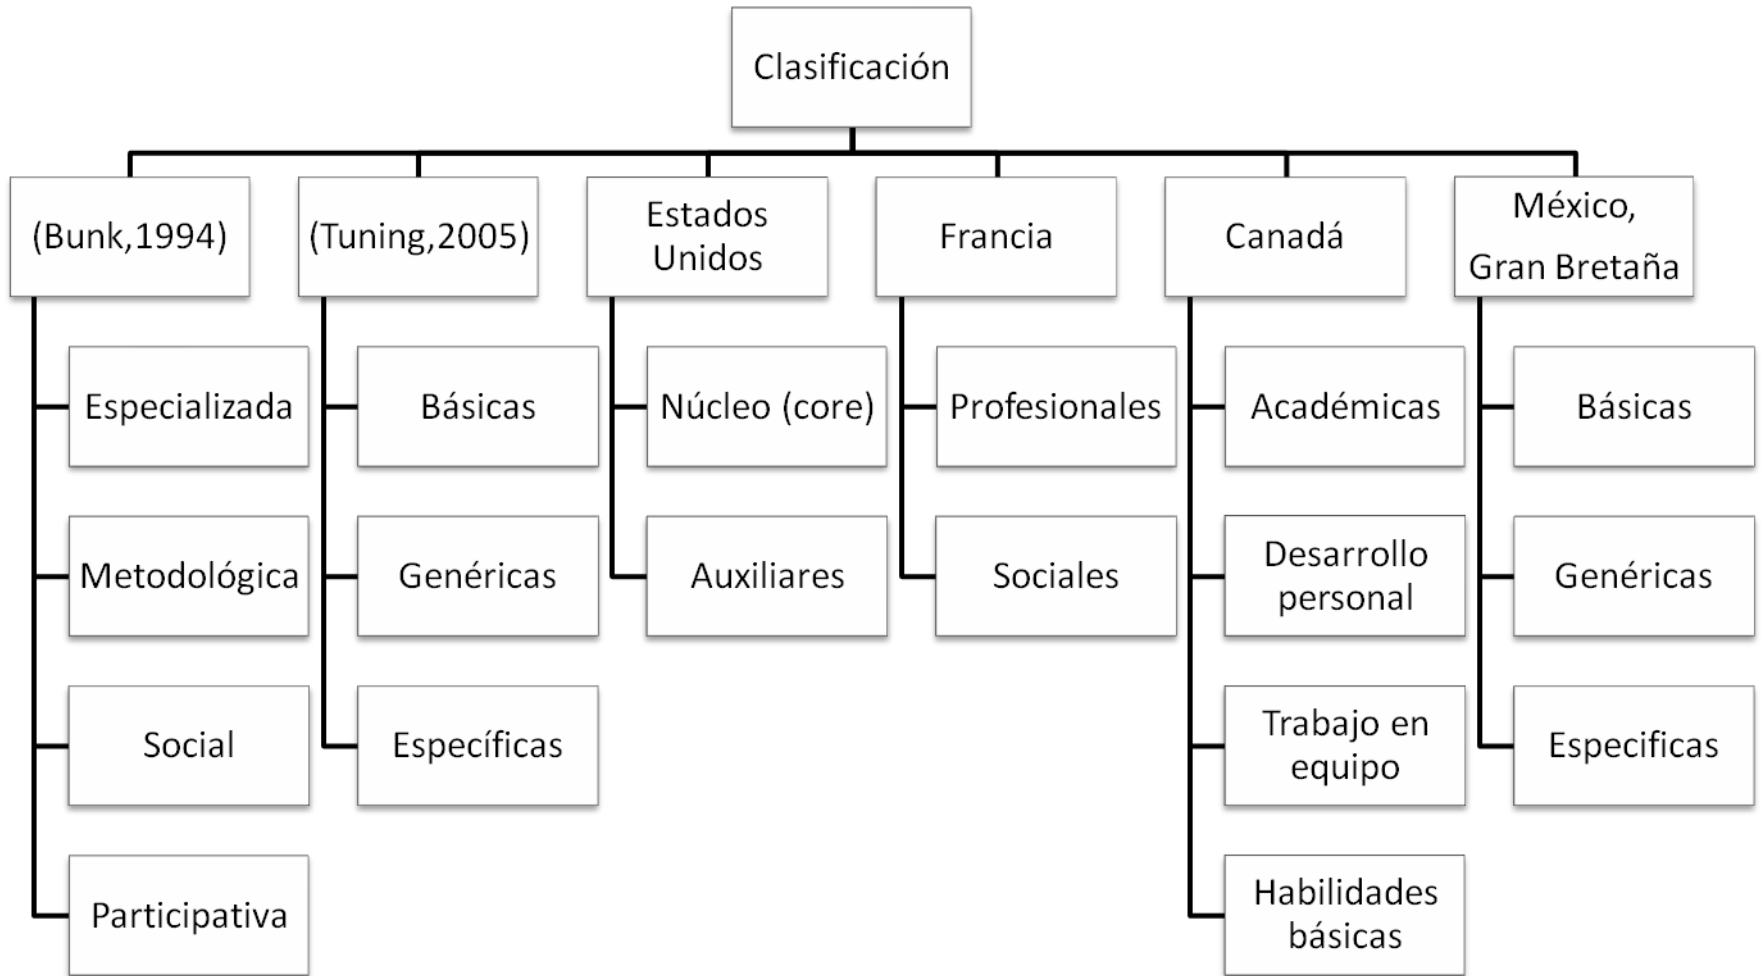 Clasificación
(Bunk,1994)
Especializada
Metodológica
Social
Participativa
(Tuning,2005)
Básicas
Genéricas
Específicas
Estados
Unidos
Núcleo (core)
Auxiliares
Francia
Profesionales
Sociales
Canadá
Académicas
Desarrollo
personal
Trabajo en
equipo
Habilidades
básicas
México,
Gran Bretaña
Básicas
Genéricas
Especificas